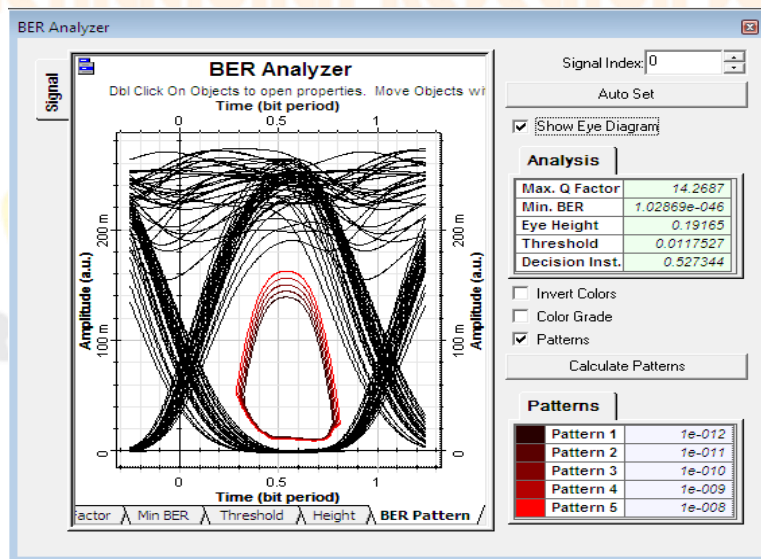 BER Analyzer
Signal
BER Analyzer
Dbl Click On Objects to open properties. Move Objects wi
Time (bit period)
0 0.5 1
Amplitude (a.u.)
200 m
100 m
0
Amplitude (a.u.)
200 m
100 m
0
0 0.5 1
Time (bit period)
actor Min BER Threshold Height BER Pattern
Signal Index: 0
Auto Set
Show Eye Diagram
Analysis
Max. Q Factor 14.2687
Min. BER 1.02869e-046
Eye Height 0.19165
Threshold 0.0117527
Decision Inst. 0.527344
Invert Colors
Color Grade
Patterns
Calculate Patterns
Patterns
Pattern 1 1e-012
Pattern 2 1e-011
Pattern 3 1e-010
Pattern 4 1e-009
Pattern 5 1e-008